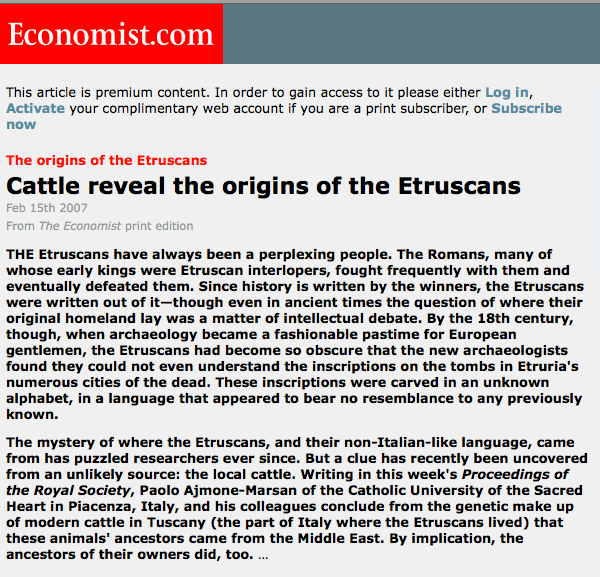 Economist.com
This article is premium content. In order to gain access to it please either Log in,
Activate your complimentary web account if you are a print subscriber, or Subscribe
now
The origins of the Etruscans
Cattle reveal the origins of the Etruscans
Feb 15th 2007
From The Economist print edition
THE Etruscans have always been a perplexing people. The Romans, many of
whose early kings were Etruscan interlopers, fought frequently with them and
eventually defeated them. Since history is written by the winners, the Etruscans
were written out of it—though even in ancient times the question of where their
original homeland lay was a matter of intellectual debate. By the 18th century,
though, when archaeology became a fashionable pastime for European
gentlemen, the Etruscans had become so obscure that the new archaeologists
found they could not even understand the inscriptions on the tombs in Etruria's
numerous cities of the dead. These inscriptions were carved in an unknown
alphabet, in a language that appeared to bear no resemblance to any previously
known.
The mystery of where the Etruscans, and their non-Italian-like language, came
from has puzzled researchers ever since. But a clue has recently been uncovered
from an unlikely source: the local cattle. Writing in this week's Proceedings of
the Royal Society, Paolo Ajmone-Marsan of the Catholic University of the Sacred
Heart in Piacenza, Italy, and his colleagues conclude from the genetic make up
of modern cattle in Tuscany (the part of Italy where the Etruscans lived) that
these animals' ancestors came from the Middle East. By implication, the
ancestors of their owners did, too. ...